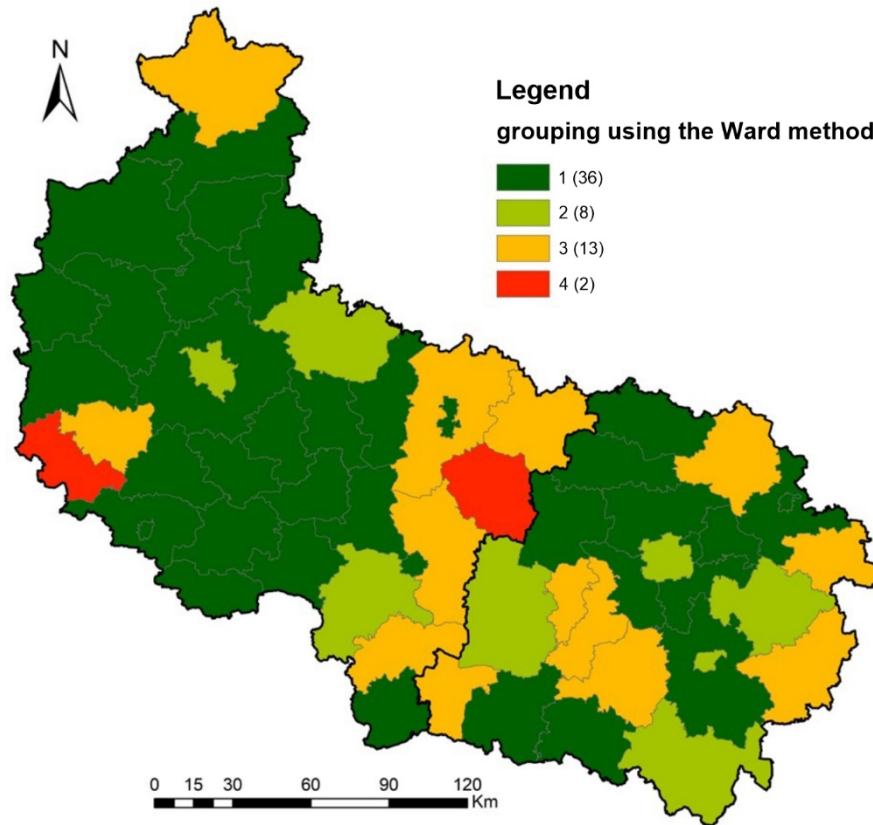 N
Legend
grouping using the Ward method
1 (36)
2 (8)
3 (13)
4 (2)
0 15 30 60 90 120
Km